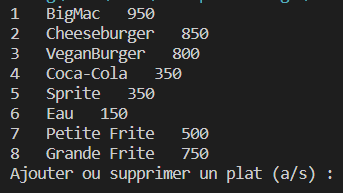 1   BigMac   950
2   Cheeseburger   850
3   VeganBurger   800
4   Coca-Cola   350
5   Sprite   350
6   Eau   150
7   Petite Frite   500
8   Grande Frite   750
Ajouter ou supprimer un plat (a/s) :